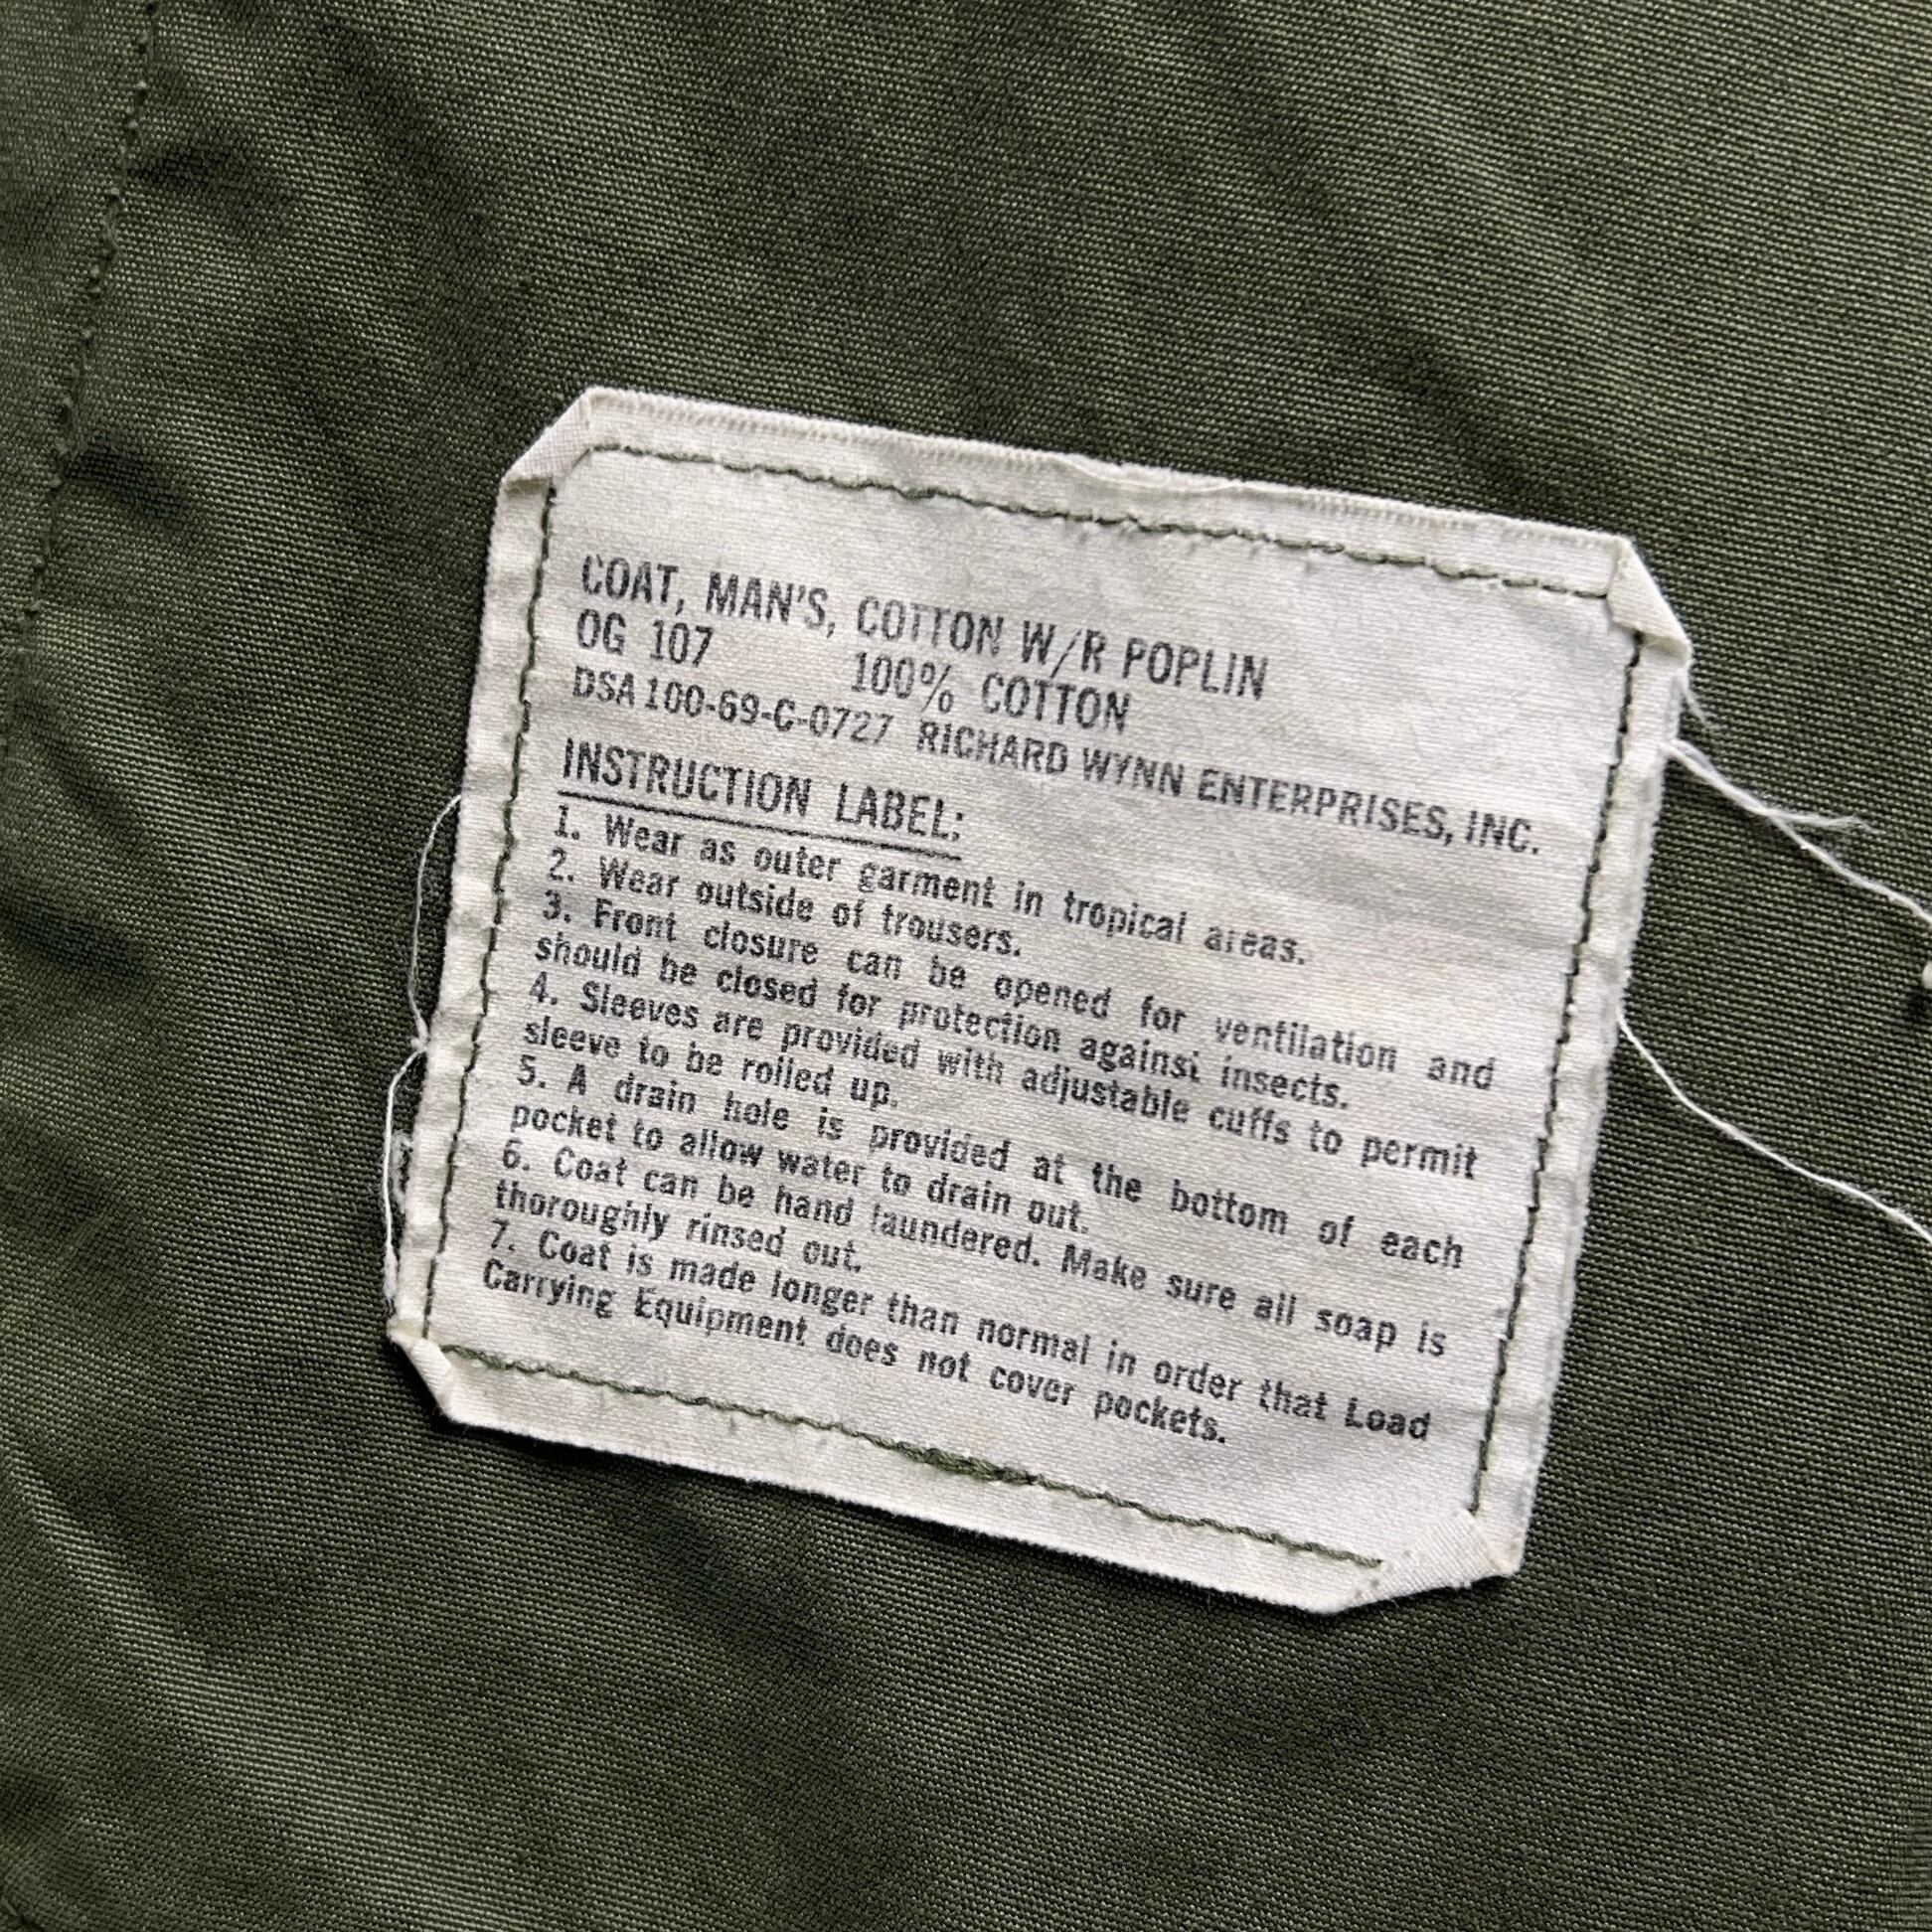 COAT, MAN'S, COTTON W/R POPLIN
OG 107 100% COTTON
DSA 100-69-C-0727 RICHARD WYNN ENTERPRISES, INC.
INSTRUCTION LABEL:
1. Wear as outer garment in tropical areas.
2. Wear outside of trousers.
3. Front closure can be opened for ventilation and
should be closed for protection against insects.
4. Sleeves are provided with adjustable cuffs to permit
sleeve to be rolled up.
5. A drain hole is provided at the bottom of each
pocket to allow water to drain out.
6. Coat can be hand laundered. Make sure all soap is
thoroughly rinsed out.
7. Coat is made longer than normal in order that Load
Carrying Equipment does not cover pockets.